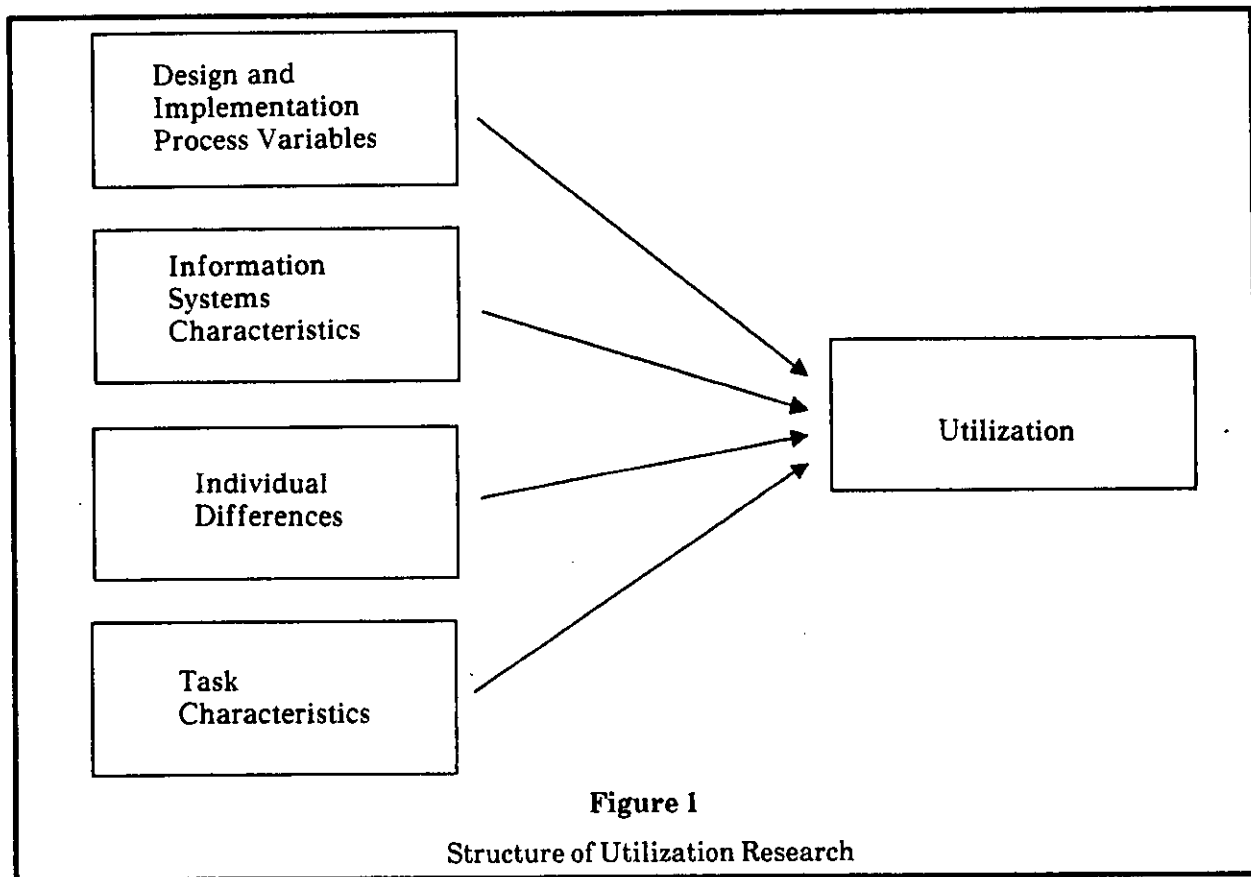 Design and
Implementation
Process Variables
Information
Systems
Characteristics
Individual
Differences
Task
Characteristics
Utilization
Figure 1
Structure of Utilization Research